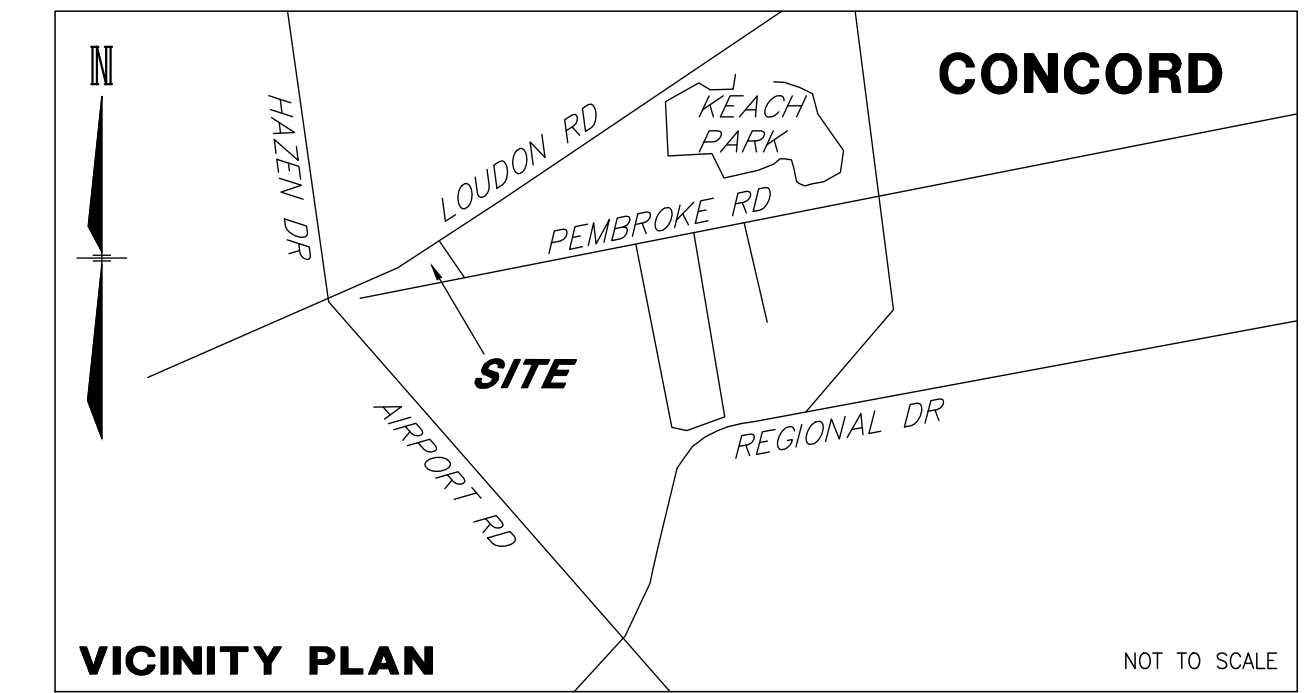 N
CONCORD
HAZEN DR
LOUDON RD
KEACH
PARK
PEMBROKE RD
SITE
AIRPORT RD
REGIONAL DR
VICINITY PLAN
NOT TO SCALE